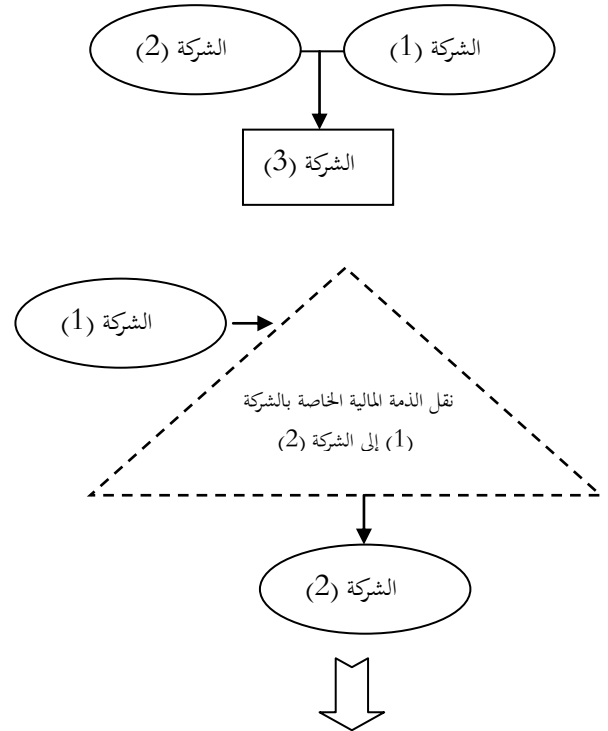 الشركة (1)
الشركة (2)
الشركة (3)
الشركة (1)
نقل الذمة المالية الخاصة بالشركة
(1) إلى الشركة (2)
الشركة (2)